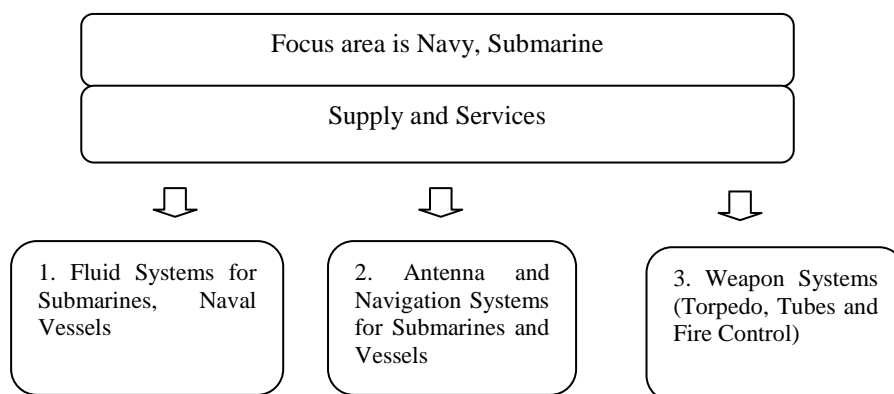 Focus area is Navy, Submarine
Supply and Services
1. Fluid Systems for
Submarines, Naval
Vessels
2. Antenna and
Navigation Systems
for Submarines and
Vessels
3. Weapon Systems
(Torpedo, Tubes and
Fire Control)